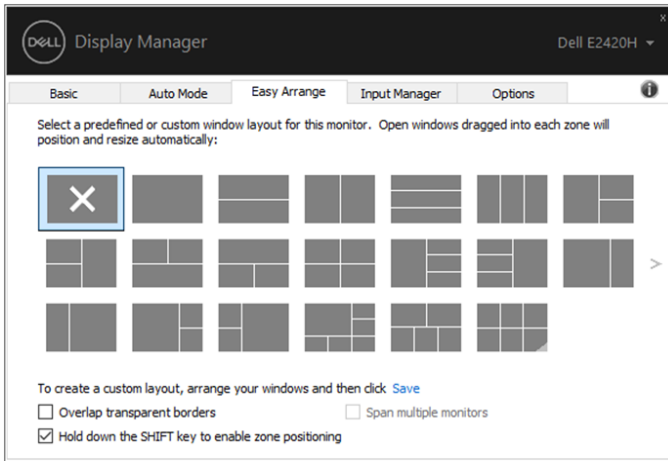 x
DELL Display Manager Dell E2420H
Basic Auto Mode Easy Arrange Input Manager Options i
Select a predefined or custom window layout for this monitor. Open windows dragged into each zone will
position and resize automatically:
>
To create a custom layout, arrange your windows and then click Save
Overlap transparent borders Span multiple monitors
Hold down the SHIFT key to enable zone positioning